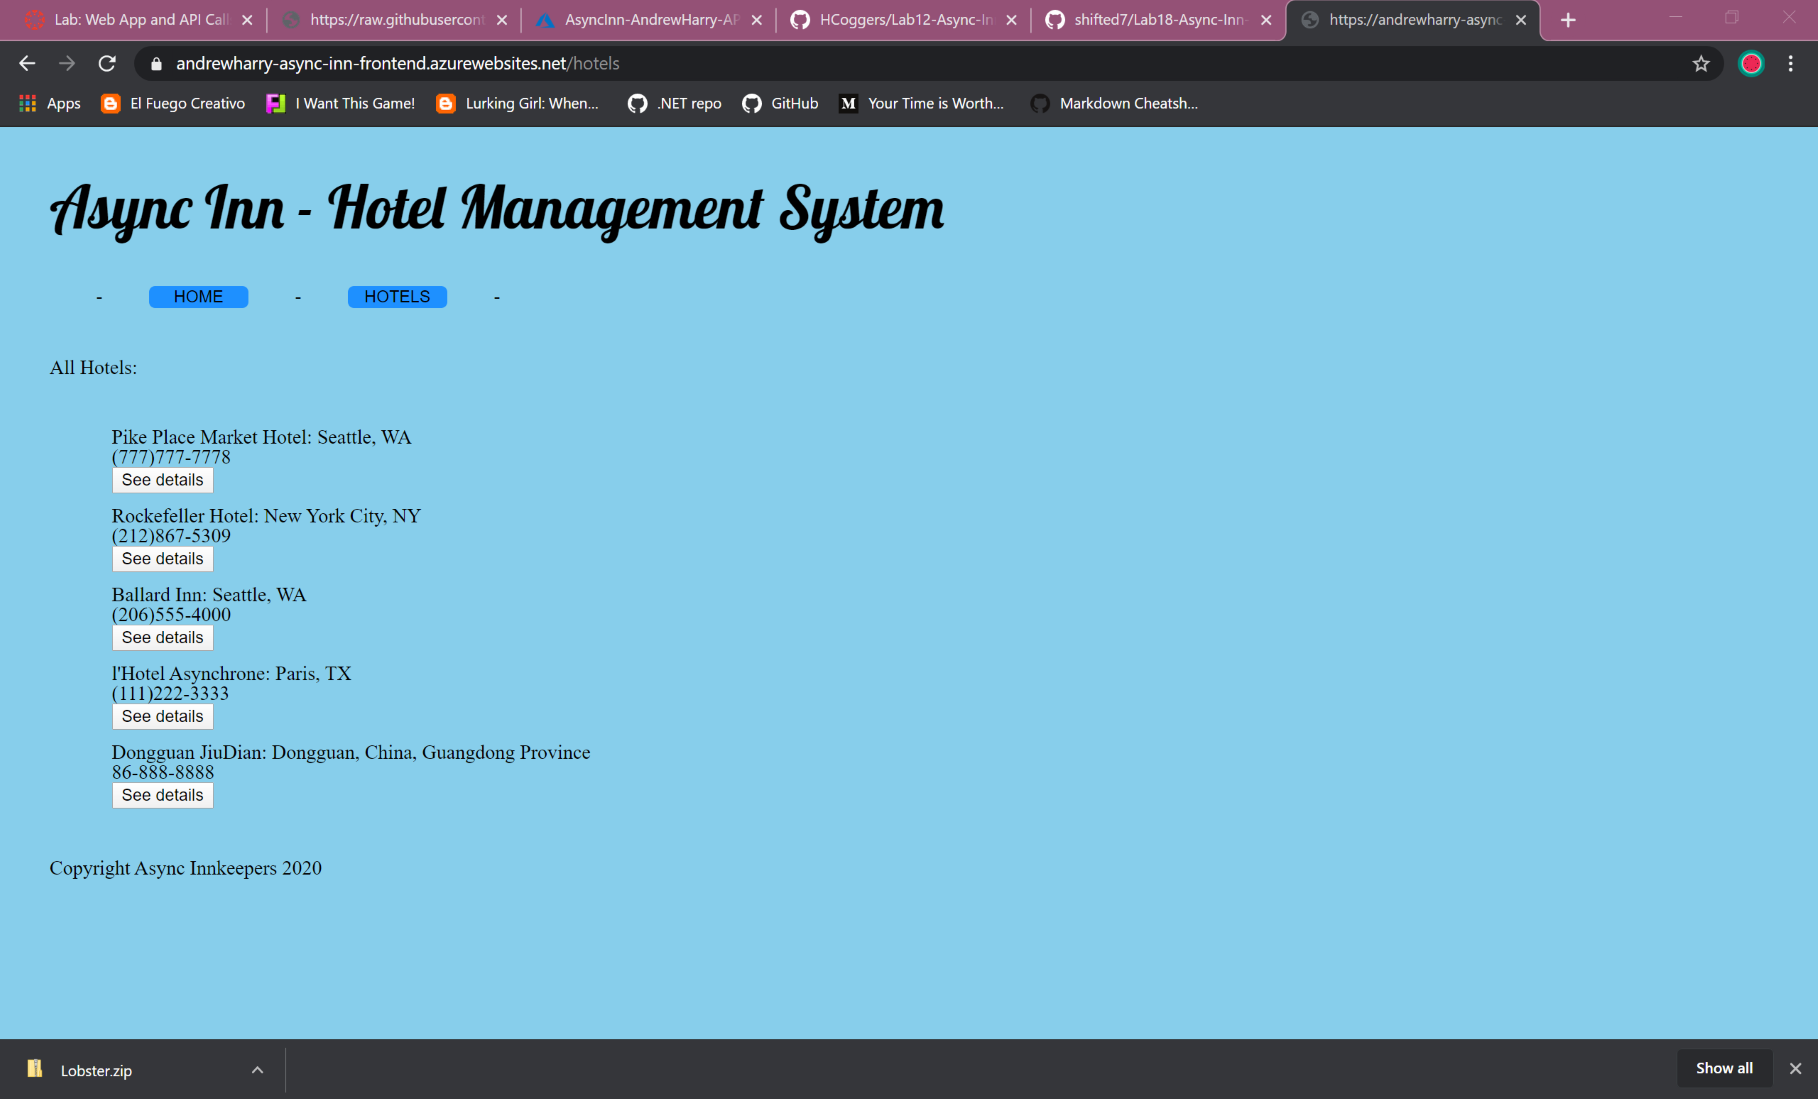 Lab: Web App and API Call
https://raw.githubusercont
AsyncInn-AndrewHarry-AP
HCoggers/Lab12-Async-In
shifted7/Lab18-Async-Inn-
https://andrewharry-async
andrewharry-async-inn-frontend.azurewebsites.net/hotels
Apps
El Fuego Creativo
I Want This Game!
Lurking Girl: When...
.NET repo
GitHub
M Your Time is Worth...
Markdown Cheatsh...
Async Inn - Hotel Management System
- HOME - HOTELS -
All Hotels:
Pike Place Market Hotel: Seattle, WA
(777)777-7778
See details
Rockefeller Hotel: New York City, NY
(212)867-5309
See details
Ballard Inn: Seattle, WA
(206)555-4000
See details
l'Hotel Asynchrone: Paris, TX
(111)222-3333
See details
Dongguan JiuDian: Dongguan, China, Guangdong Province
86-888-8888
See details
Copyright Async Innkeepers 2020
Lobster.zip
Show all